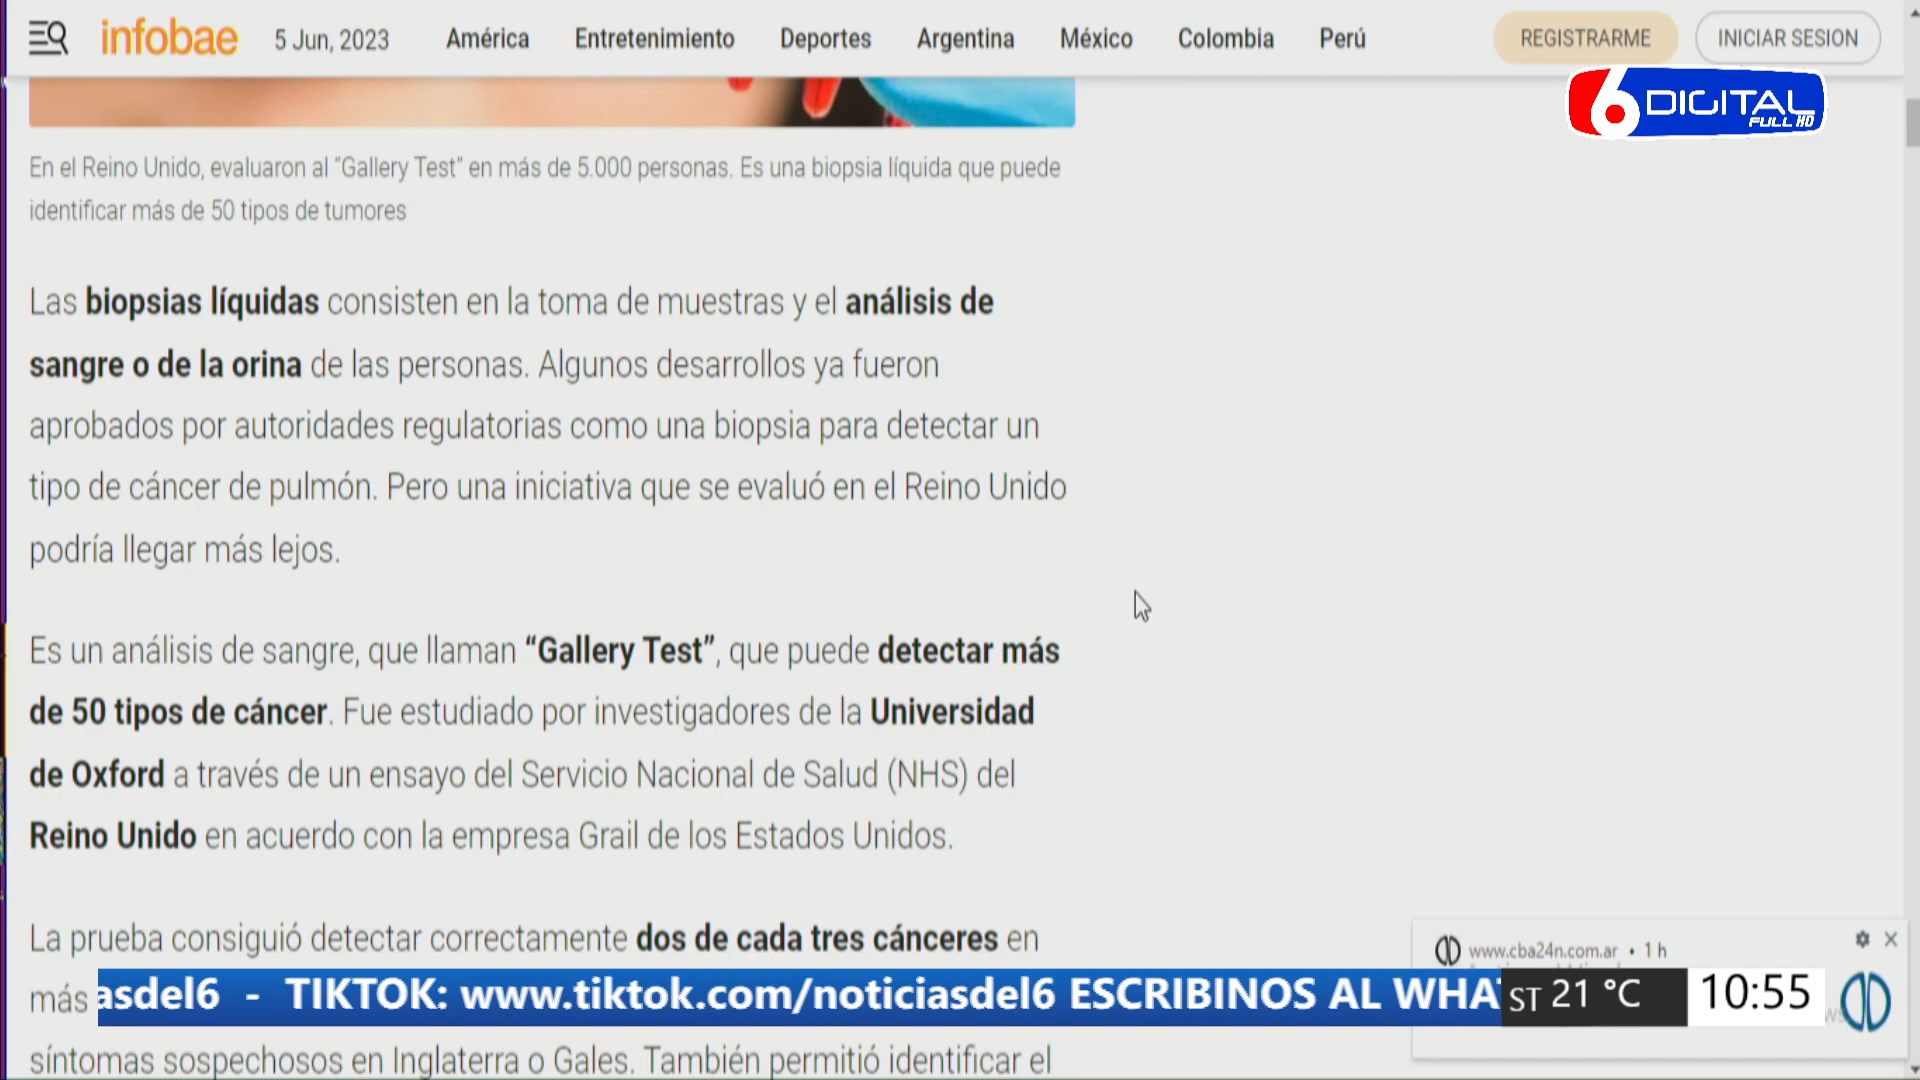 infobae
5 Jun, 2023
América
Entretenimiento
Deportes
Argentina
México
Colombia
Perú
REGISTRARME
INICIAR SESION
6 DIGITAL
FULL HD
En el Reino Unido, evaluaron al "Gallery Test" en más de 5.000 personas. Es una biopsia líquida que puede
identificar más de 50 tipos de tumores
Las biopsias líquidas consisten en la toma de muestras y el análisis de
sangre o de la orina de las personas. Algunos desarrollos ya fueron
aprobados por autoridades regulatorias como una biopsia para detectar un
tipo de cáncer de pulmón. Pero una iniciativa que se evaluó en el Reino Unido
podría llegar más lejos.
Es un análisis de sangre, que llaman “Gallery Test”, que puede detectar más
de 50 tipos de cáncer. Fue estudiado por investigadores de la Universidad
de Oxford a través de un ensayo del Servicio Nacional de Salud (NHS) del
Reino Unido en acuerdo con la empresa Grail de los Estados Unidos.
La prueba consiguió detectar correctamente dos de cada tres cánceres en
más
síntomas sospechosos en Inglaterra o Gales. También permitió identificar el
www.cba24n.com.ar • 1 h
asdel6 - TIKTOK: www.tiktok.com/noticiasdel6 ESCRIBINOS AL WHA
ST 21 °C
10:55